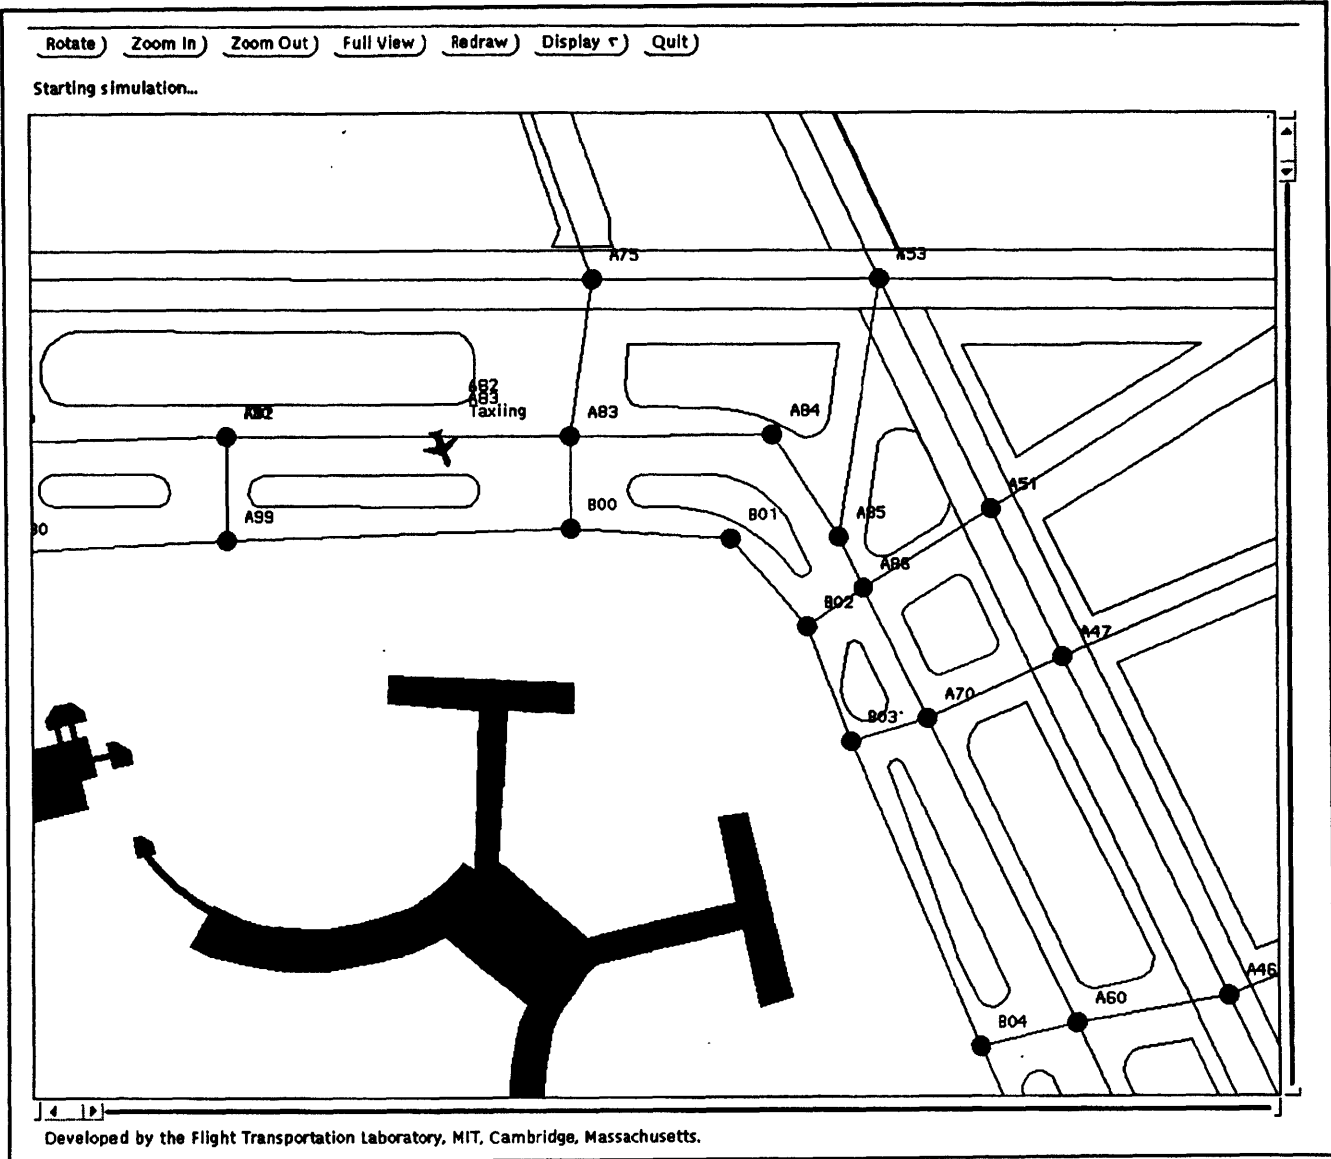 Rotate Zoom In Zoom Out Full View Redraw Display Quit
Starting simulation...
A75 A53
A82
A83
Taxiing
A83 A84
A51
A99 B00 B01 A85
A86
B02
A47
A70
B03
A46
A60
B04
Developed by the Flight Transportation Laboratory, MIT, Cambridge, Massachusetts.